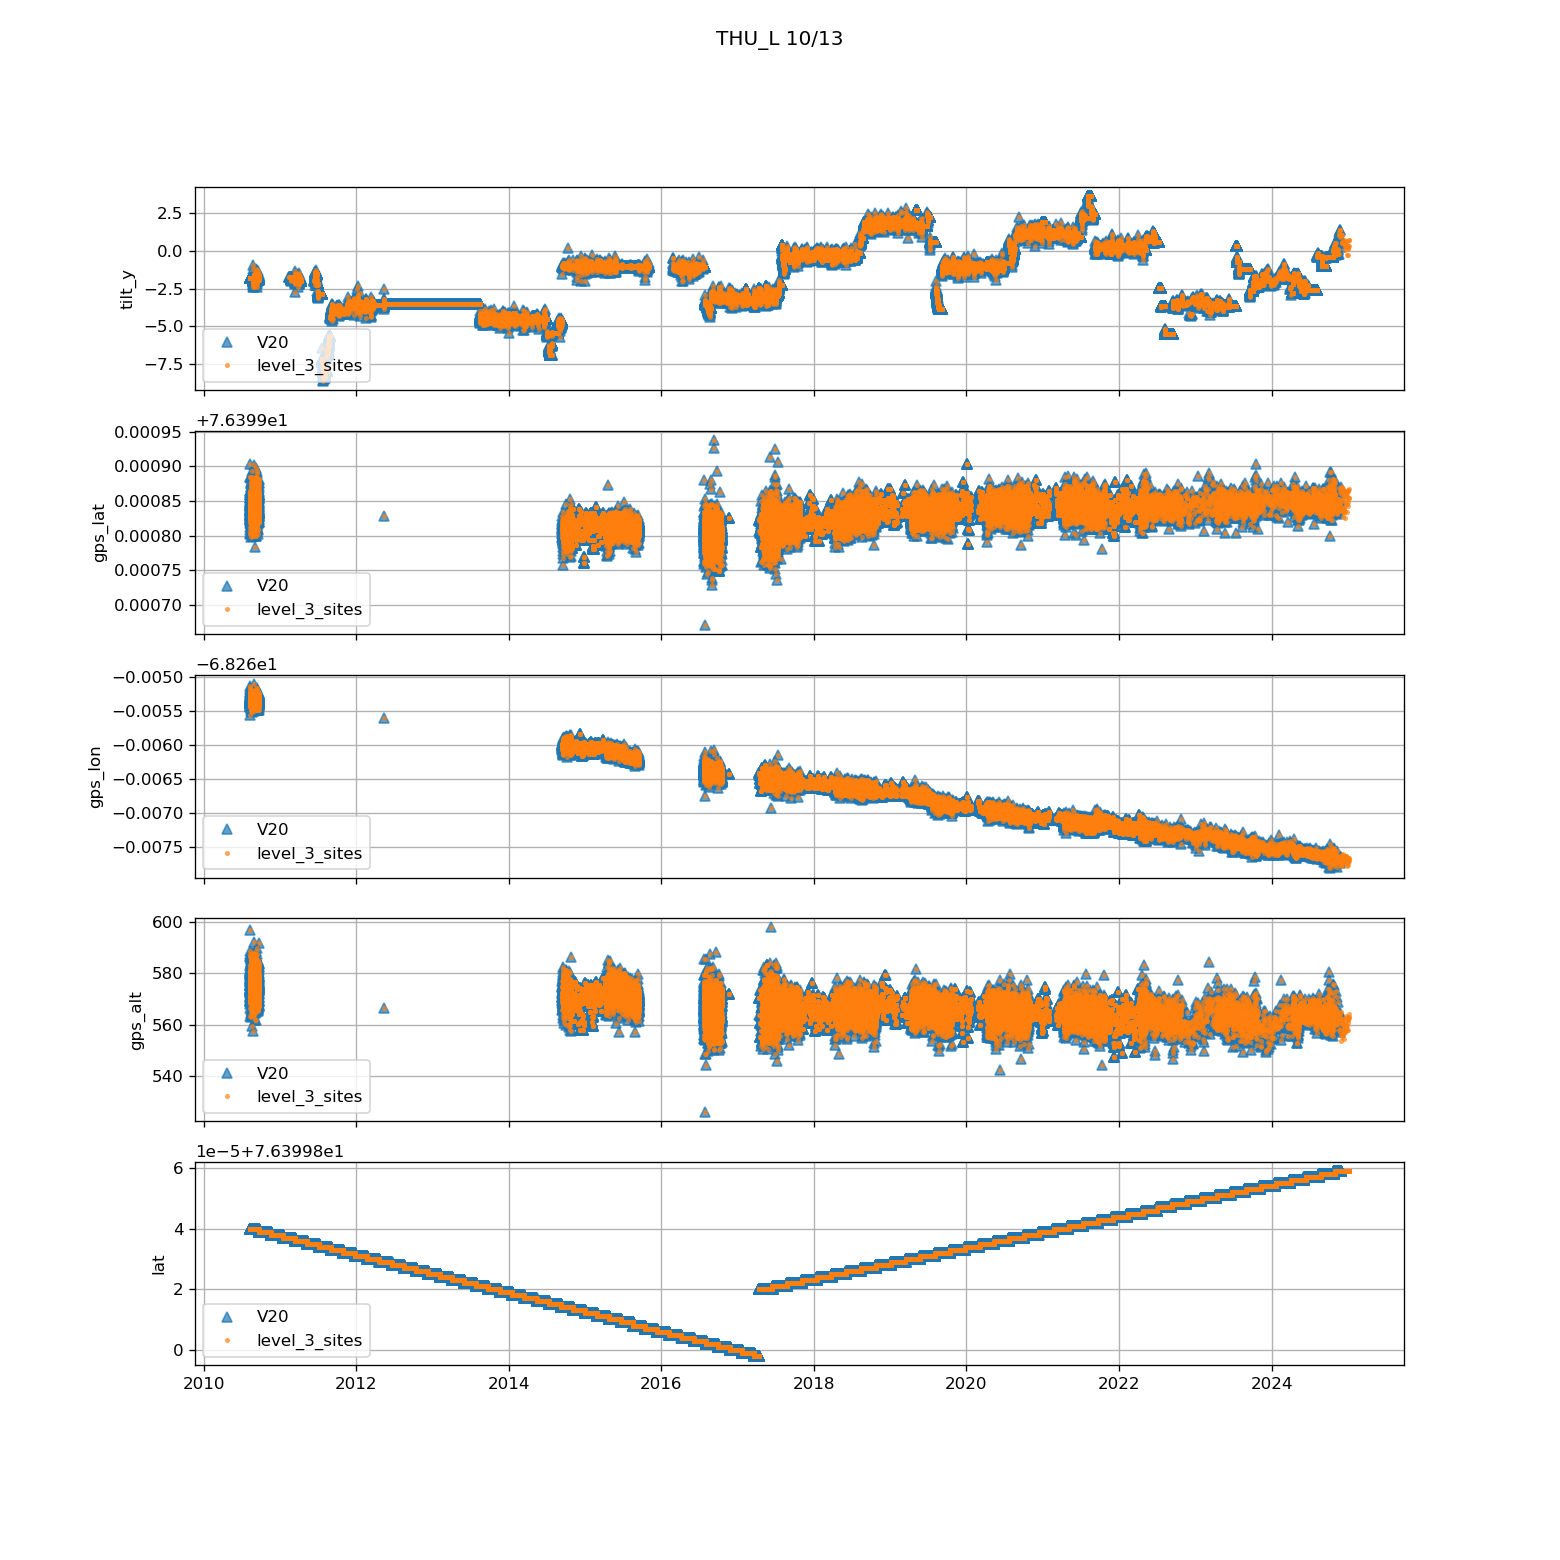 THU_L 10/13
2.5
0.0
−2.5
−5.0
−7.5
tilt_y
V20
level_3_sites
+7.6399e1
0.00095
0.00090
0.00085
0.00080
0.00075
0.00070
gps_lat
V20
level_3_sites
−6.826e1
−0.0050
−0.0055
−0.0060
−0.0065
−0.0070
−0.0075
gps_lon
V20
level_3_sites
600
580
560
540
gps_alt
V20
level_3_sites
1e−5+7.63998e1
6
4
2
0
lat
V20
level_3_sites
2010 2012 2014 2016 2018 2020 2022 2024